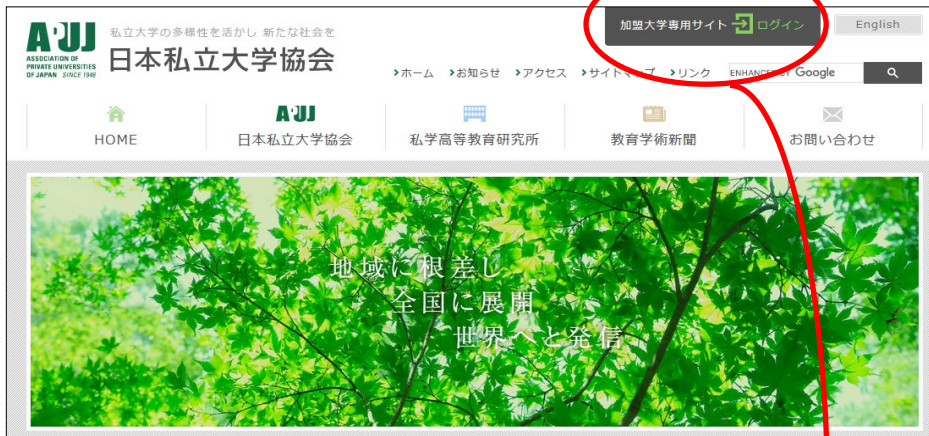 加盟大学専用サイト ログイン
English
APUJ
ASSOCIATION OF
PRIVATE UNIVERSITIES
OF JAPAN SINCE 1946
私立大学の多様性を活かし 新たな社会を
日本私立大学協会
ホーム お知らせ アクセス サイトマップ リンク
ENHANCED BY Google
HOME
APUJ
日本私立大学協会
私学高等教育研究所
教育学術新聞
お問い合わせ
地域に根差し
全国に展開
世界へと発信